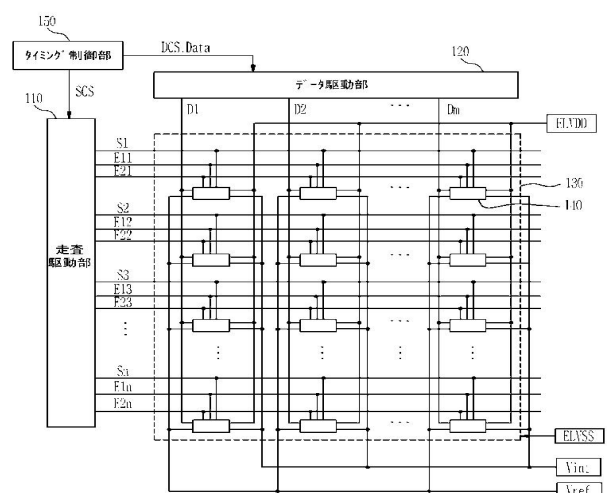 150
タイミング制御部
DCS.Data
120
データ駆動部
SCS
110
D1
D2
...
Dm
ELVDD
S1
E11
E21
130
140
...
S2
E12
E22
...
走査
駆動部
S3
E13
E23
...
⋮
⋮
⋮
⋮
Sn
E1n
E2n
...
ELVSS
Vint
Vref